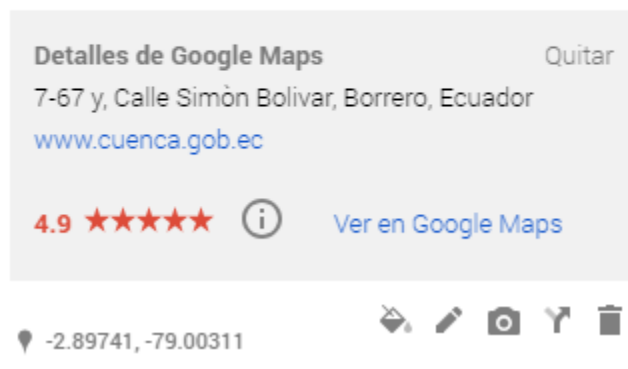 Detalles de Google Maps Quitar
7-67 y, Calle Simòn Bolivar, Borrero, Ecuador
www.cuenca.gob.ec
4.9 Ver en Google Maps
-2.89741, -79.00311